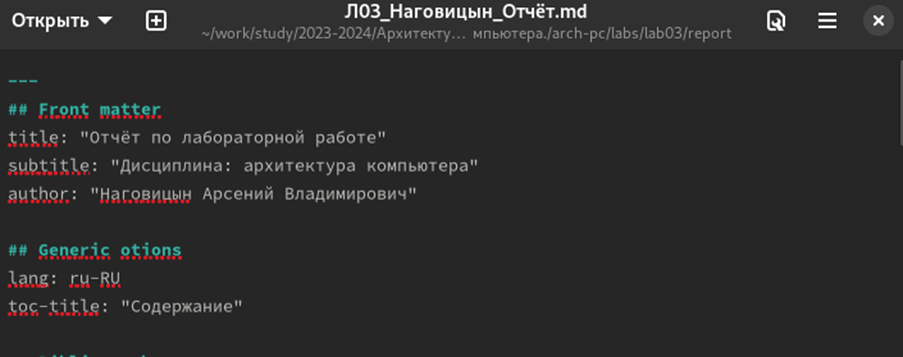 Открыть
Л03_Наговицын_Отчёт.md
~/work/study/2023-2024/Архитекту… мпьютера./arch-pc/labs/lab03/report
---
## Front matter
title: "Отчёт по лабораторной работе"
subtitle: "Дисциплина: архитектура компьютера"
author: "Наговицын Арсений Владимирович"
## Generic otions
lang: ru-RU
toc-title: "Содержание"